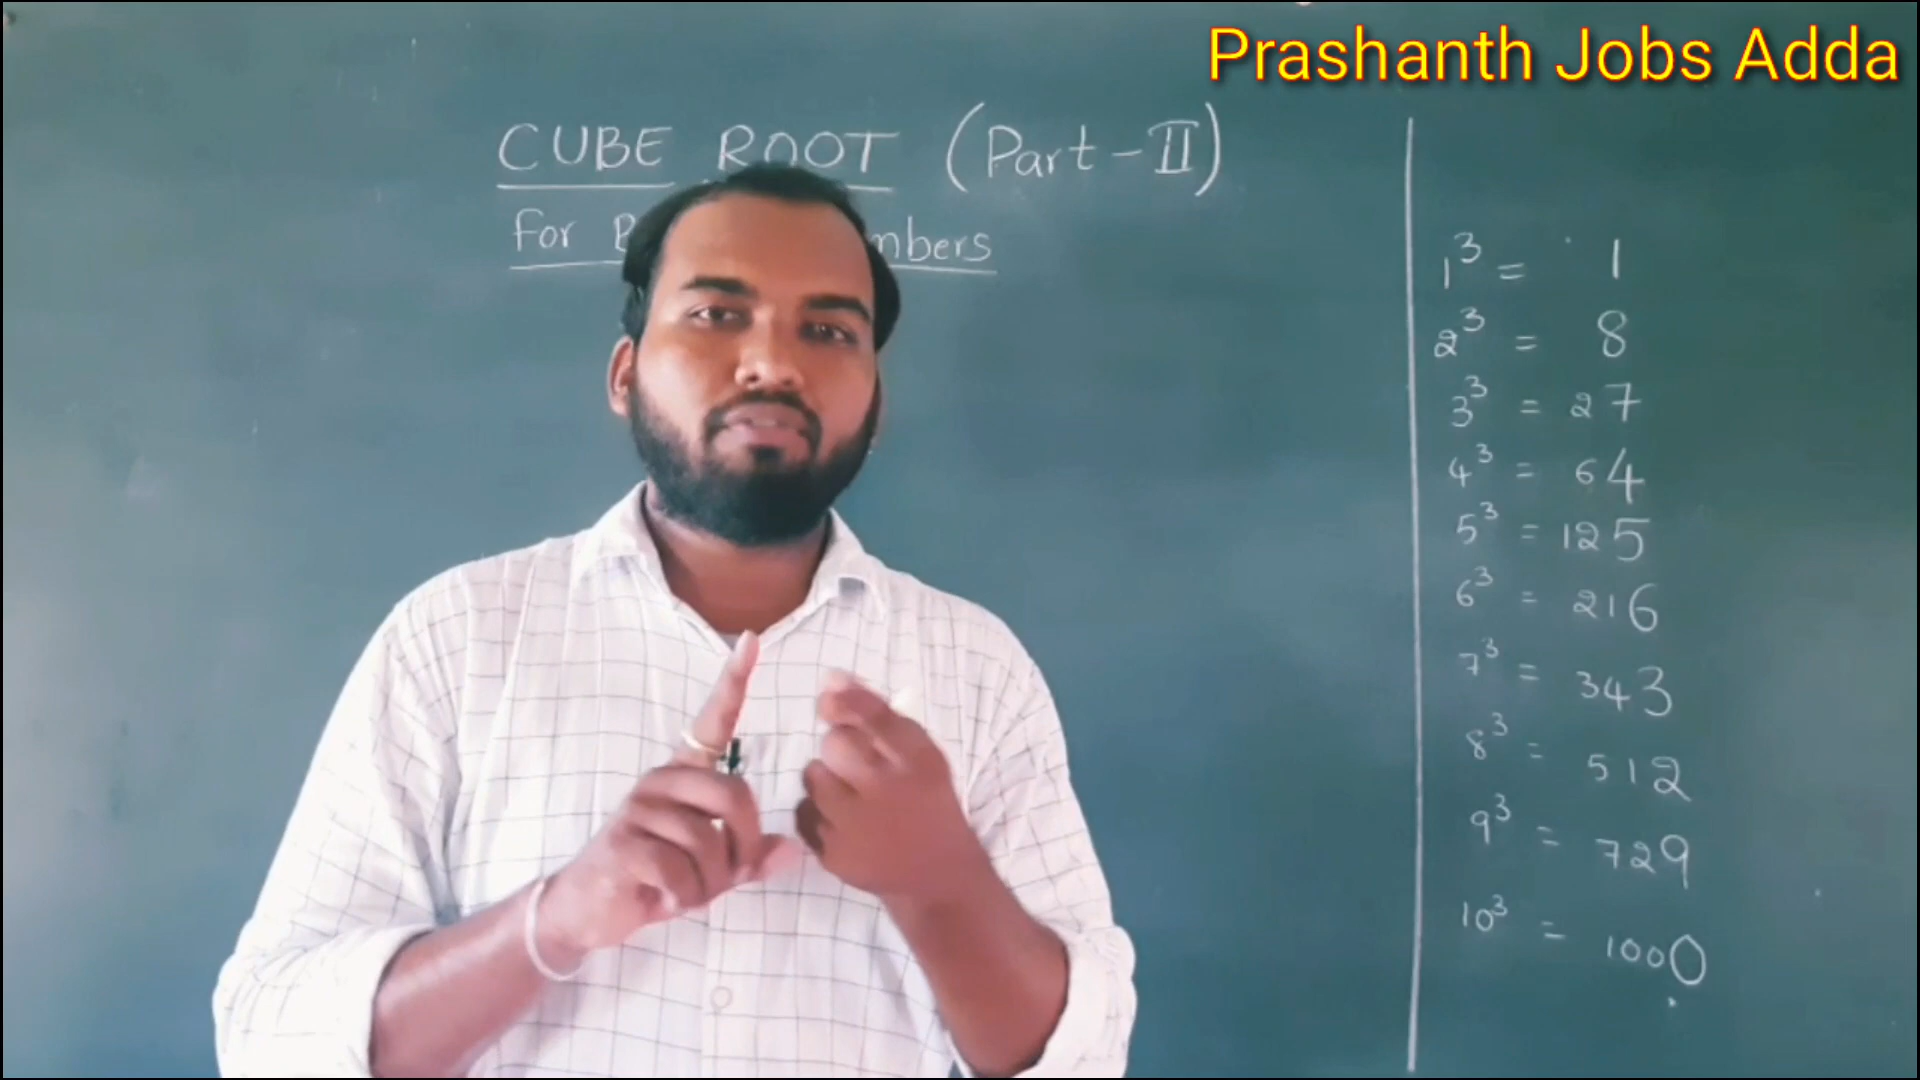 Prashanth Jobs Adda
CUBE ROOT (Part-II)
For
1³ = 1
2³ = 8
3³ = 27
4³ = 64
5³ = 125
6³ = 216
7³ = 343
8³ = 512
9³ = 729
10³ = 1000